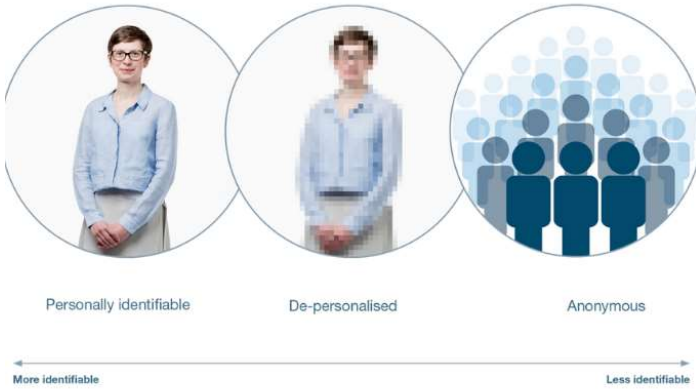 Personally identifiable
De-personalised
Anonymous
More identifiable
Less identifiable